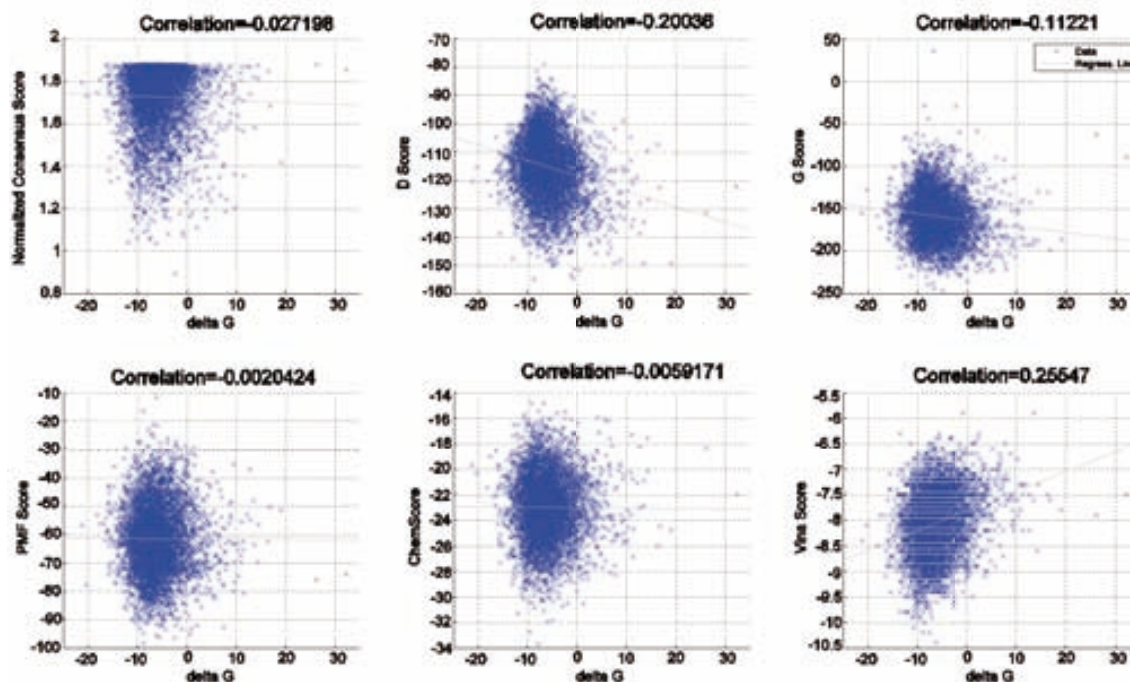 Correlation=-0.027198
Correlation=-0.20036
Correlation=-0.11221
2
1.8
1.6
1.4
1.2
1
0.8
Normalized Consensus Score
-20 -10 0 10 20 30
delta G
-70
-80
-90
-100
-110
-120
-130
-140
-150
-160
D Score
-20 -10 0 10 20 30
delta G
50
0
-50
-100
-150
-200
-250
G Score
Data
Regress. Line
-20 -10 0 10 20 30
delta G
Correlation=-0.0020424
Correlation=-0.0059171
Correlation=0.25547
-10
-20
-30
-40
-50
-60
-70
-80
-90
-100
PMF Score
-20 -10 0 10 20 30
delta G
-14
-16
-18
-20
-22
-24
-26
-28
-30
-32
-34
ChemScore
-20 -10 0 10 20 30
delta G
-5.5
-6
-6.5
-7
-7.5
-8
-8.5
-9
-9.5
-10
-10.5
Vina Score
-20 -10 0 10 20 30
delta G